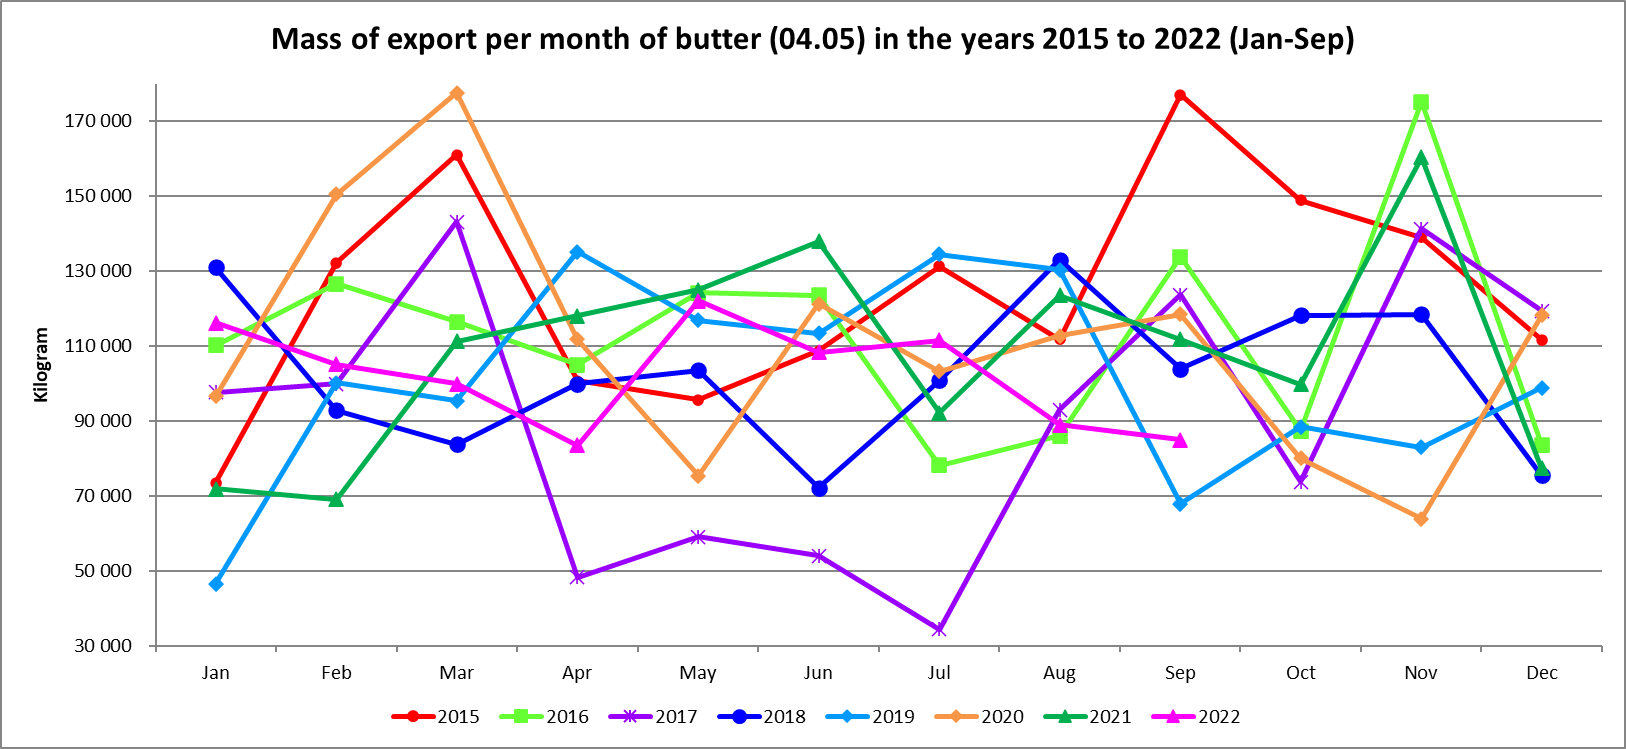 Mass of export per month of butter (04.05) in the years 2015 to 2022 (Jan-Sep)
Kilogram
170 000
150 000
130 000
110 000
90 000
70 000
50 000
30 000
Jan Feb Mar Apr May Jun Jul Aug Sep Oct Nov Dec
2015 2016 2017 2018 2019 2020 2021 2022